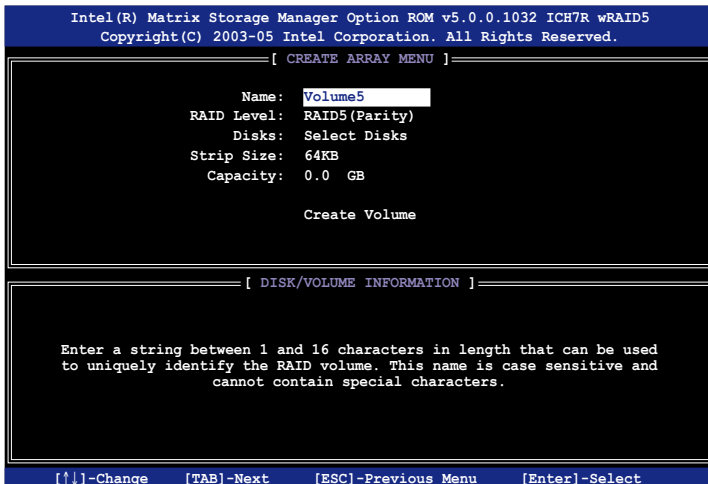 Intel(R) Matrix Storage Manager Option ROM v5.0.0.1032 ICH7R wRAID5
Copyright(C) 2003-05 Intel Corporation. All Rights Reserved.
[ CREATE ARRAY MENU ]
Name: Volume5
RAID Level: RAID5(Parity)
Disks: Select Disks
Strip Size: 64KB
Capacity: 0.0 GB
Create Volume
[ DISK/VOLUME INFORMATION ]
Enter a string between 1 and 16 characters in length that can be used
to uniquely identify the RAID volume. This name is case sensitive and
cannot contain special characters.
[↑↓]-Change [TAB]-Next [ESC]-Previous Menu [Enter]-Select